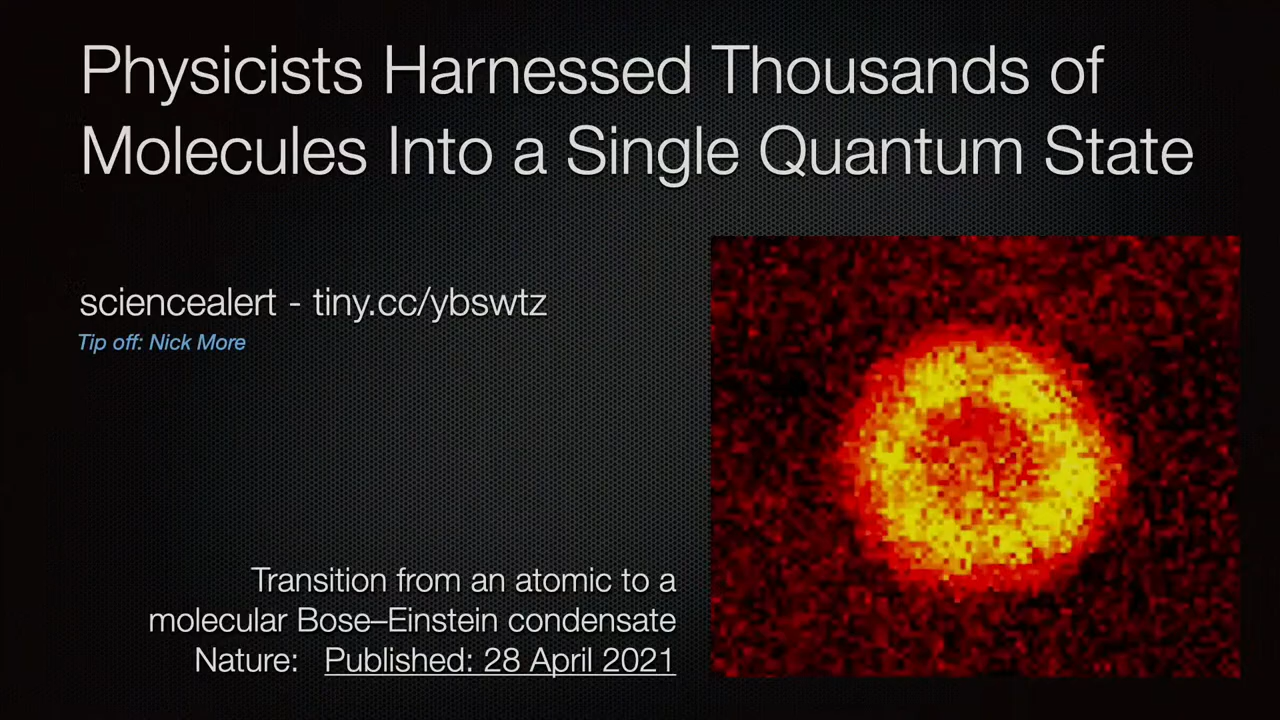 Physicists Harnessed Thousands of
Molecules Into a Single Quantum State
sciencealert - tiny.cc/ybswtz
Tip off: Nick More
Transition from an atomic to a
molecular Bose–Einstein condensate
Nature: Published: 28 April 2021